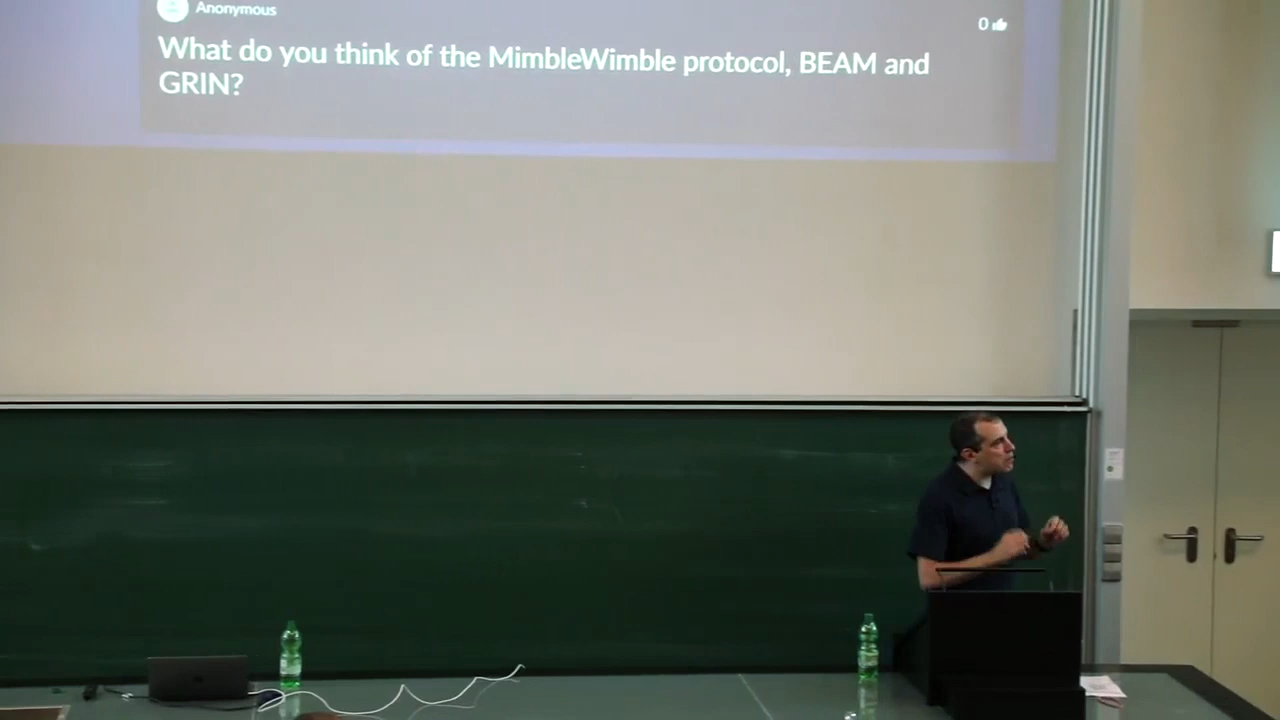 Anonymous
0
What do you think of the MimbleWimble protocol, BEAM and
GRIN?